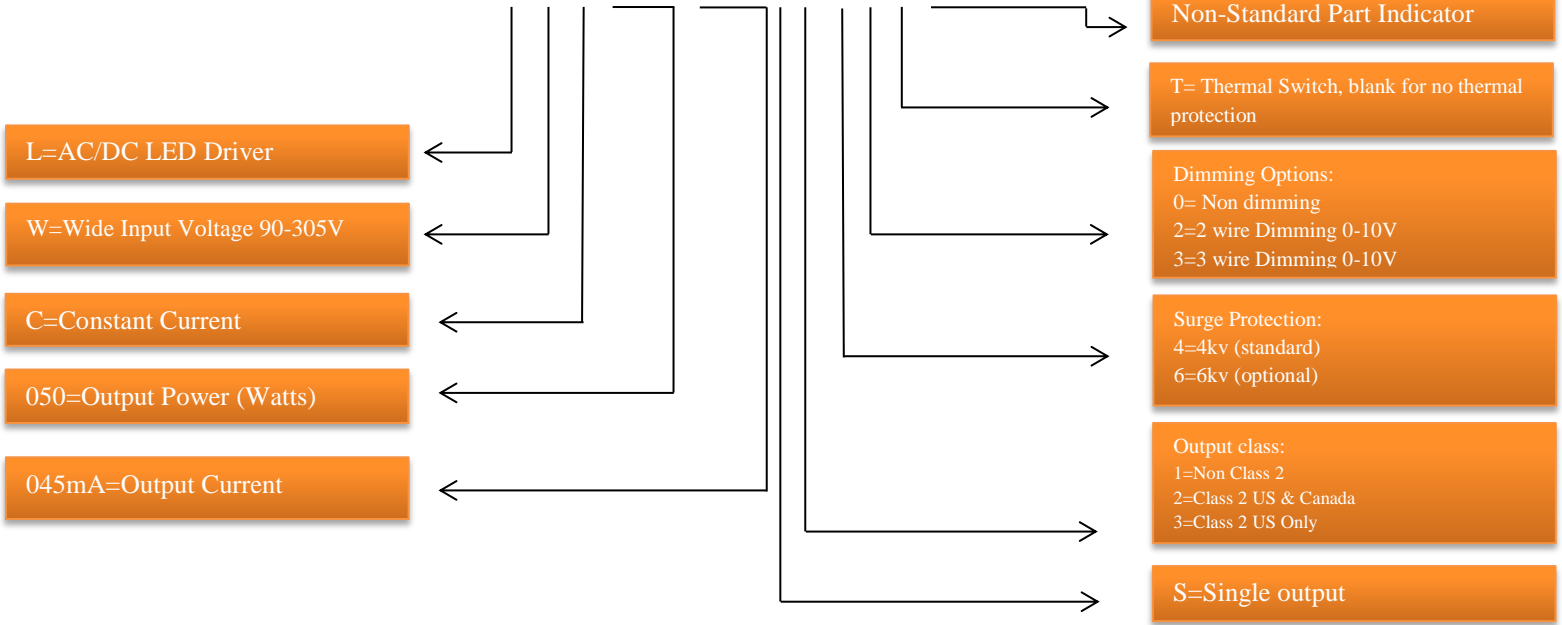 L=AC/DC LED Driver
W=Wide Input Voltage 90-305V
C=Constant Current
050=Output Power (Watts)
045mA=Output Current
Non-Standard Part Indicator
T= Thermal Switch, blank for no thermal
protection
Dimming Options:
0= Non dimming
2=2 wire Dimming 0-10V
3=3 wire Dimming 0-10V
Surge Protection:
4=4kv (standard)
6=6kv (optional)
Output class:
1=Non Class 2
2=Class 2 US & Canada
3=Class 2 US Only
S=Single output